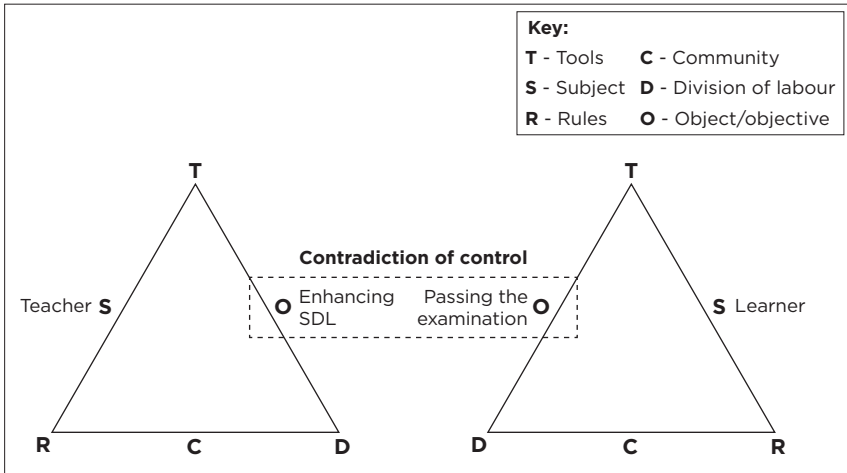 Key:
T - Tools C - Community
S - Subject D - Division of labour
R - Rules O - Object/objective
T T
Contradiction of control
Teacher S O Enhancing SDL Passing the examination O S Learner
R C D D C R